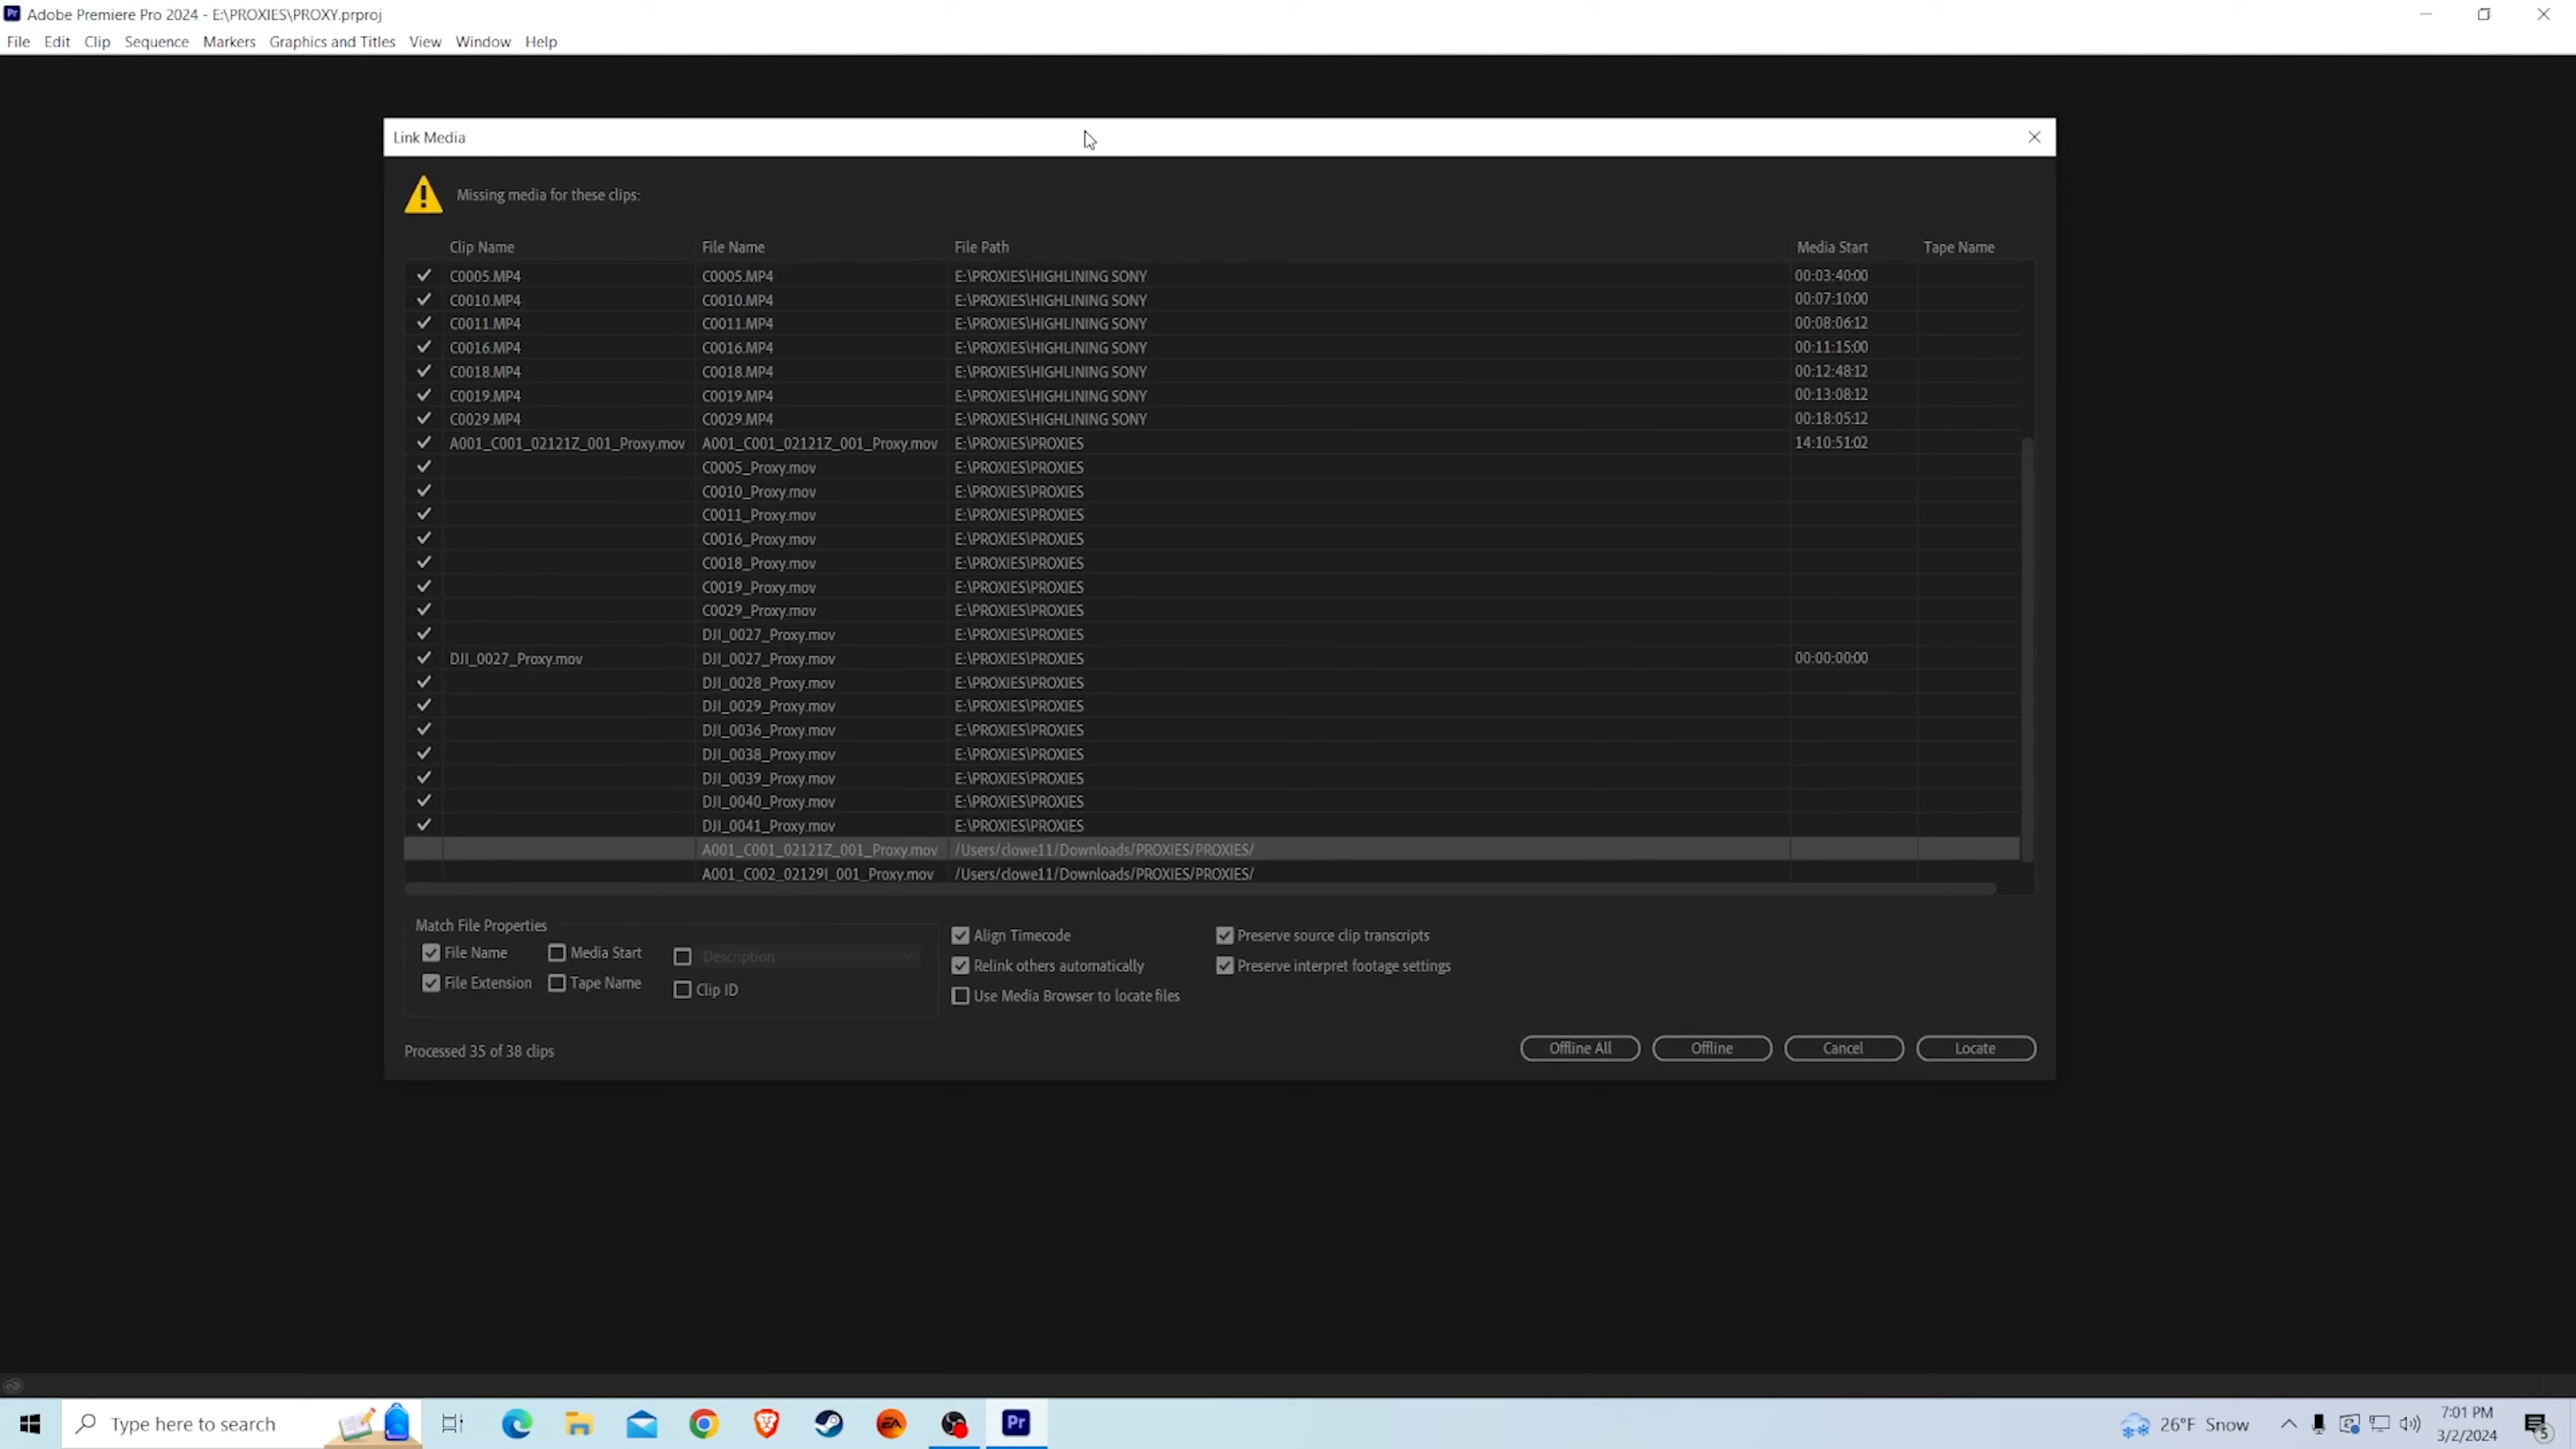 Adobe Premiere Pro 2024 - E:\PROXIES\PROXY.prproj
File Edit Clip Sequence Markers Graphics and Titles View Window Help
Link Media
Missing media for these clips:
Clip Name File Name File Path Media Start Tape Name
C0005.MP4 C0005.MP4 E:\PROXIES\HIGHLINING SONY 00:03:40:00
C0010.MP4 C0010.MP4 E:\PROXIES\HIGHLINING SONY 00:07:10:00
C0011.MP4 C0011.MP4 E:\PROXIES\HIGHLINING SONY 00:08:06:12
C0016.MP4 C0016.MP4 E:\PROXIES\HIGHLINING SONY 00:11:15:00
C0018.MP4 C0018.MP4 E:\PROXIES\HIGHLINING SONY 00:12:48:12
C0019.MP4 C0019.MP4 E:\PROXIES\HIGHLINING SONY 00:13:08:12
C0029.MP4 C0029.MP4 E:\PROXIES\HIGHLINING SONY 00:18:05:12
A001_C001_02121Z_001_Proxy.mov A001_C001_02121Z_001_Proxy.mov E:\PROXIES\PROXIES 14:10:51:02
C0005_Proxy.mov E:\PROXIES\PROXIES
C0010_Proxy.mov E:\PROXIES\PROXIES
C0011_Proxy.mov E:\PROXIES\PROXIES
C0016_Proxy.mov E:\PROXIES\PROXIES
C0018_Proxy.mov E:\PROXIES\PROXIES
C0019_Proxy.mov E:\PROXIES\PROXIES
C0029_Proxy.mov E:\PROXIES\PROXIES
DJI_0027_Proxy.mov E:\PROXIES\PROXIES
DJI_0027_Proxy.mov DJI_0027_Proxy.mov E:\PROXIES\PROXIES 00:00:00:00
DJI_0028_Proxy.mov E:\PROXIES\PROXIES
DJI_0029_Proxy.mov E:\PROXIES\PROXIES
DJI_0036_Proxy.mov E:\PROXIES\PROXIES
DJI_0038_Proxy.mov E:\PROXIES\PROXIES
DJI_0039_Proxy.mov E:\PROXIES\PROXIES
DJI_0040_Proxy.mov E:\PROXIES\PROXIES
DJI_0041_Proxy.mov E:\PROXIES\PROXIES
A001_C001_02121Z_001_Proxy.mov /Users/clowe11/Downloads/PROXIES/PROXIES/
A001_C002_02129I_001_Proxy.mov /Users/clowe11/Downloads/PROXIES/PROXIES/
Match File Properties
File Name Media Start Description
File Extension Tape Name Clip ID
Align Timecode Preserve source clip transcripts
Relink others automatically Preserve interpret footage settings
Use Media Browser to locate files
Processed 35 of 38 clips Offline All Offline Cancel Locate
Type here to search EA Pr 26°F Snow 7:01 PM
3/2/2024 5